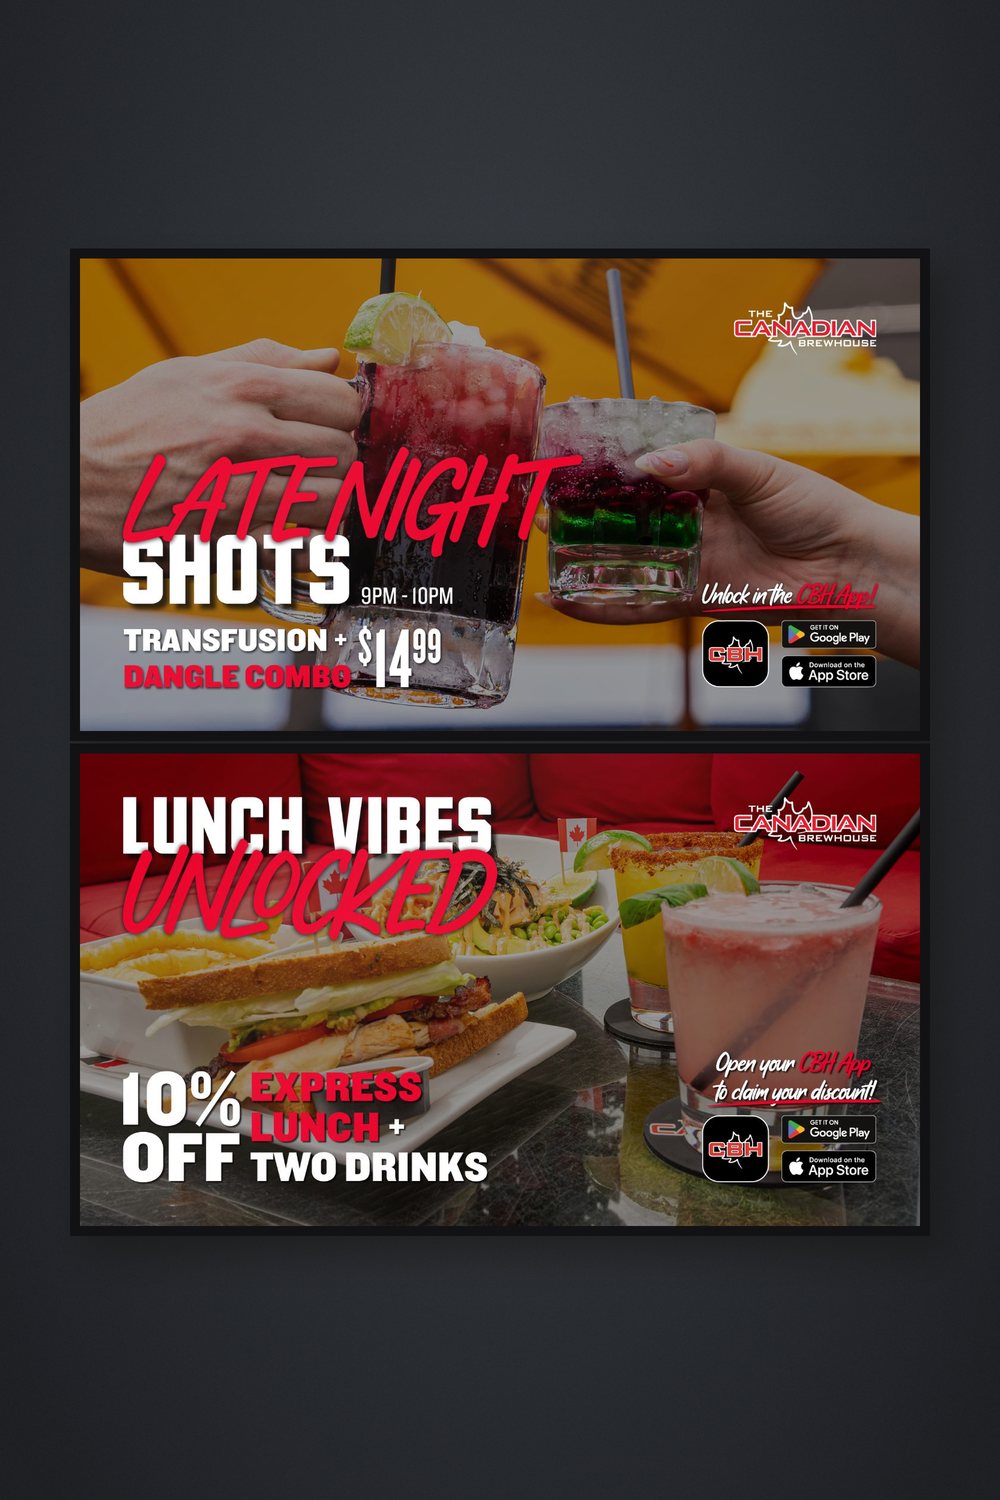 THE
CANADIAN
BREWHOUSE
LATE NIGHT
SHOTS 9PM - 10PM
TRANSFUSION + $14.99
DANGLE COMBO
Unlock in the CBH App!
CBH
GET IT ON
Google Play
Download on the
App Store
LUNCH VIBES
UNLOCKED
THE
CANADIAN
BREWHOUSE
10% OFF
EXPRESS
LUNCH +
TWO DRINKS
Open your CBH App
to claim your discount!
CBH
GET IT ON
Google Play
Download on the
App Store